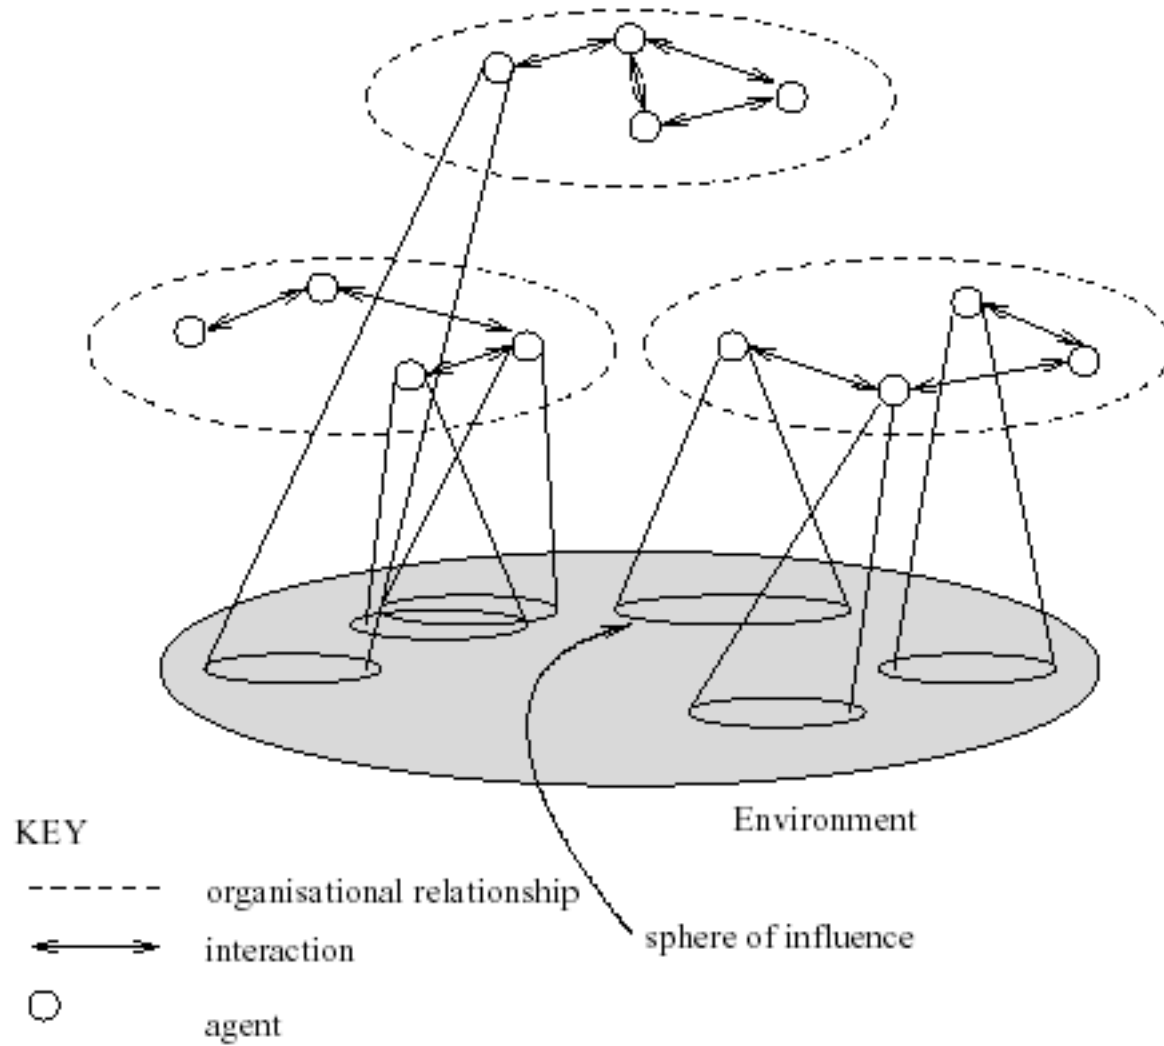 Environment
KEY
organisational relationship
sphere of influence
interaction
agent